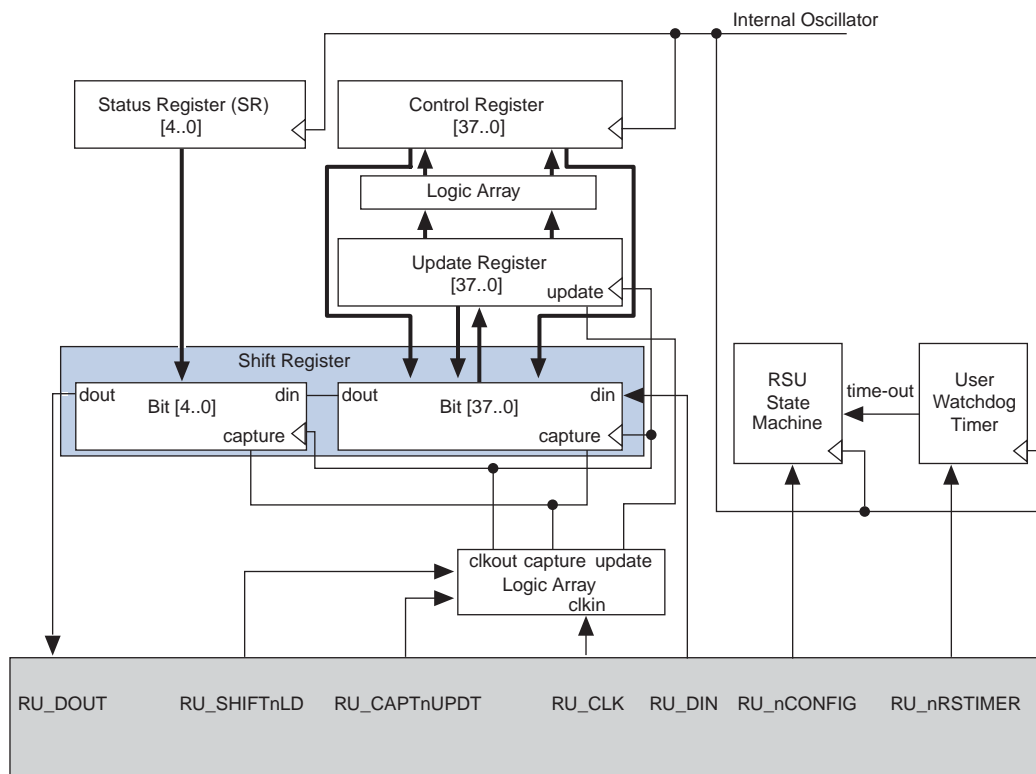 Internal Oscillator
Status Register (SR)
[4..0]
Control Register
[37..0]
Logic Array
Update Register
[37..0]
update
Shift Register
dout
Bit [4..0]
din
capture
dout
Bit [37..0]
din
capture
RSU
State
Machine
time-out
User
Watchdog
Timer
clkout capture update
Logic Array
clkin
RU_DOUT
RU_SHIFTnLD
RU_CAPTnUPDT
RU_CLK
RU_DIN
RU_nCONFIG
RU_nRSTIMER